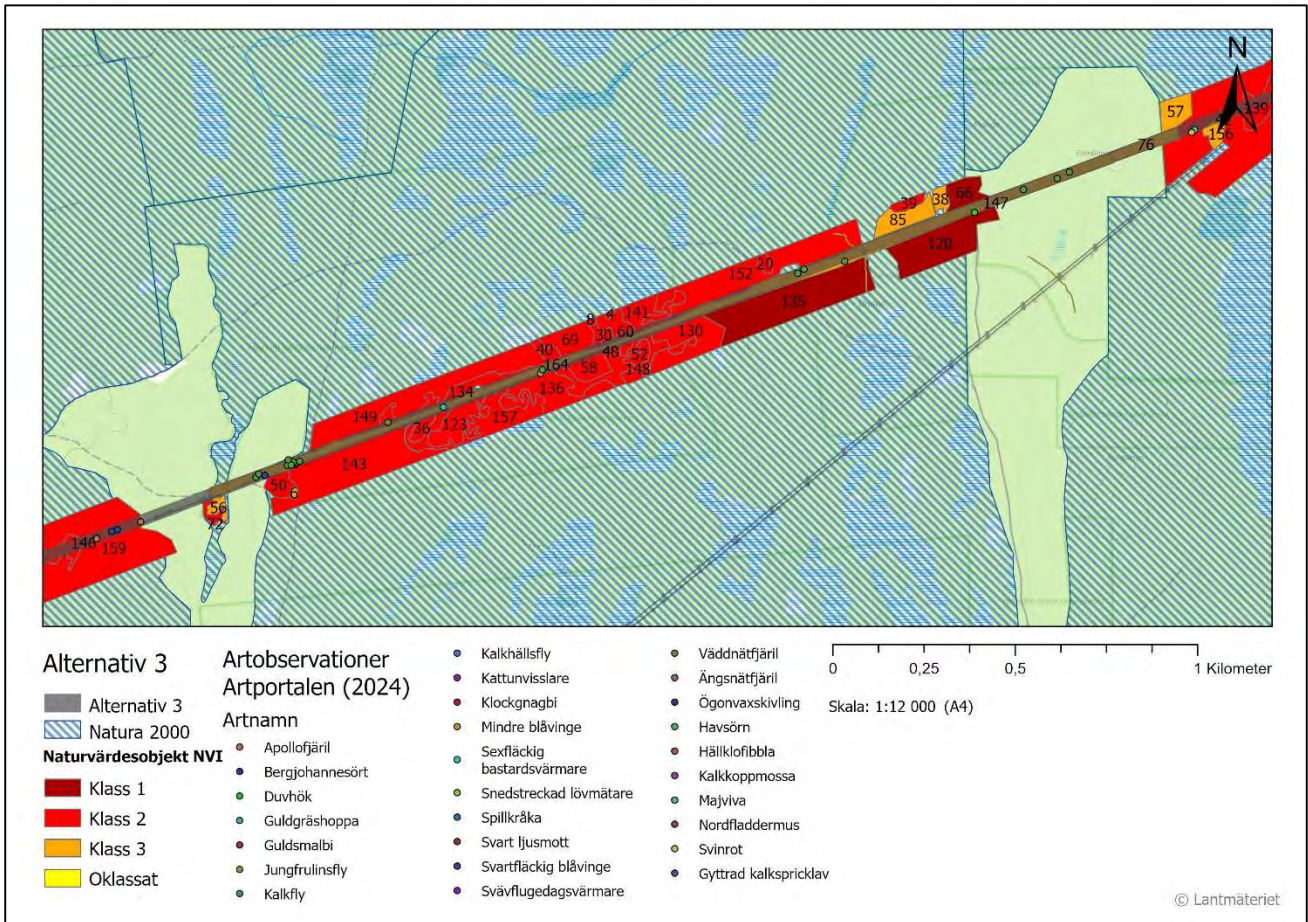 N
57
139
156
76
66
38
39
147
85
170
20
152
135
141
4
8
30
60
69
130
40
48
52
164
58
148
136
134
149
157
36
123
143
50
6
56
72
146
159
Alternativ 3
Alternativ 3
Natura 2000
Naturvärdesobjekt NVI
Klass 1
Klass 2
Klass 3
Oklassat
Artobservationer
Artportalen (2024)
Artnamn
Apollofjäril
Bergjohannesört
Duvhök
Guldgräshoppa
Guldsmalbi
Jungfrulinsfly
Kalkfly
Kalkhällsfly
Kattunvisslare
Klockgnagbi
Mindre blåvinge
Sexfläckig
bastardsvärmare
Snedstreckad lövmätare
Spillkråka
Svart ljusmott
Svartfläckig blåvinge
Svävflugedagsvärmare
Väddnätfjäril
Ängsnätfjäril
Ögonvaxskivling
Havsörn
Hällklofibbla
Kalkkoppmossa
Majviva
Nordfladdermus
Svinrot
Gyttrad kalkspricklav
0 0,25 0,5 1 Kilometer
Skala: 1:12 000 (A4)
© Lantmäteriet